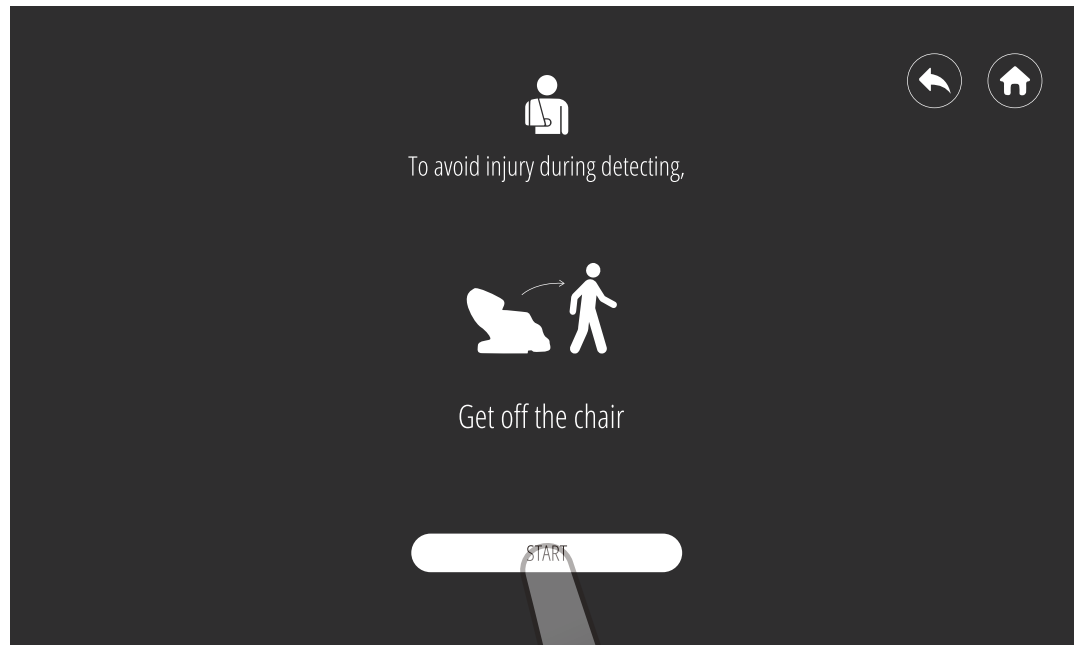 To avoid injury during detecting,
Get off the chair
START